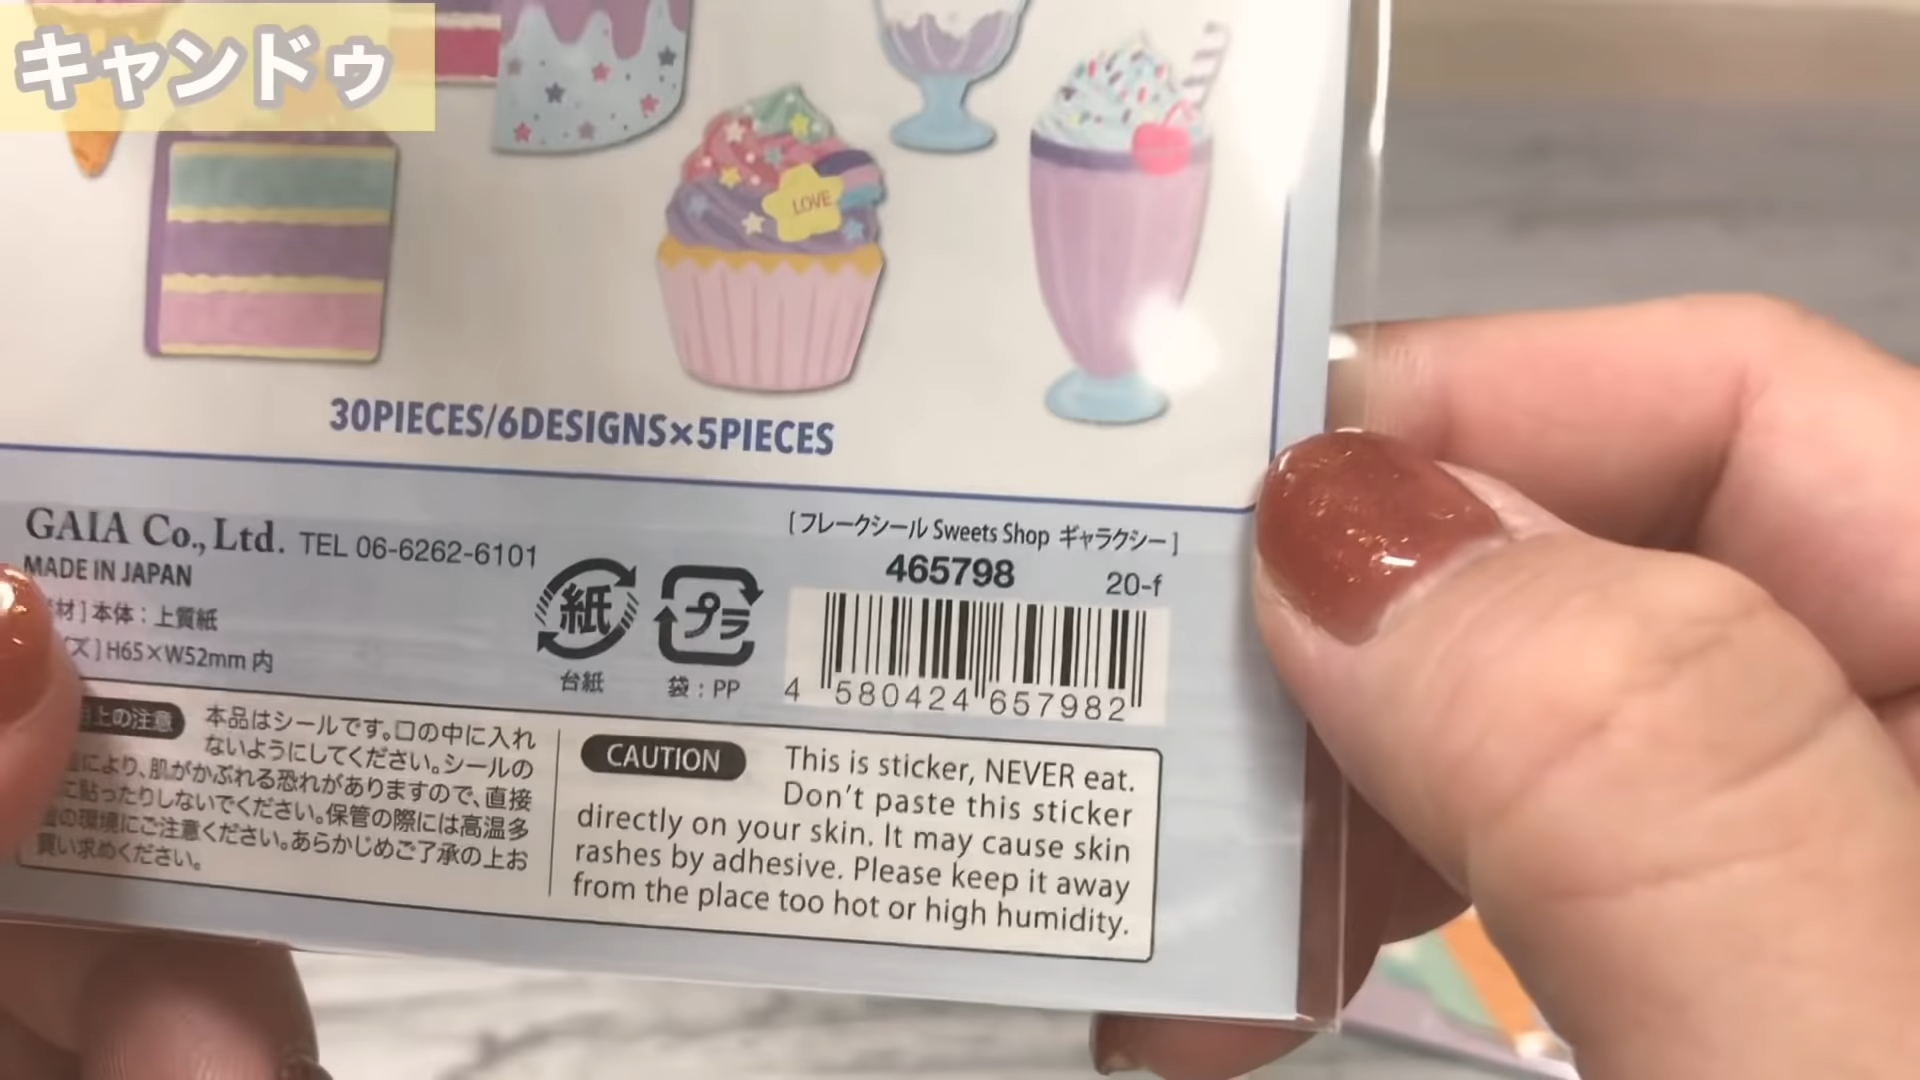 キャンドゥ
LOVE
30PIECES/6DESIGNS×5PIECES
GAIA Co., Ltd. TEL 06-6262-6101
MADE IN JAPAN
材] 本体 : 上質紙
ズ] H65×W52mm 内
紙
台紙
プラ
袋 : PP
[ フレークシール Sweets Shop ギャラクシー ]
465798 20-f
4 580424 657982
上の注意 本品はシールです。口の中に入れ
ないようにしてください。シールの
により、肌がかぶれる恐れがありますので、直接
に貼ったりしないでください。保管の際には高温多
の環境にご注意ください。あらかじめご了承の上お
買い求めください。
CAUTION This is sticker, NEVER eat.
Don't paste this sticker
directly on your skin. It may cause skin
rashes by adhesive. Please keep it away
from the place too hot or high humidity.